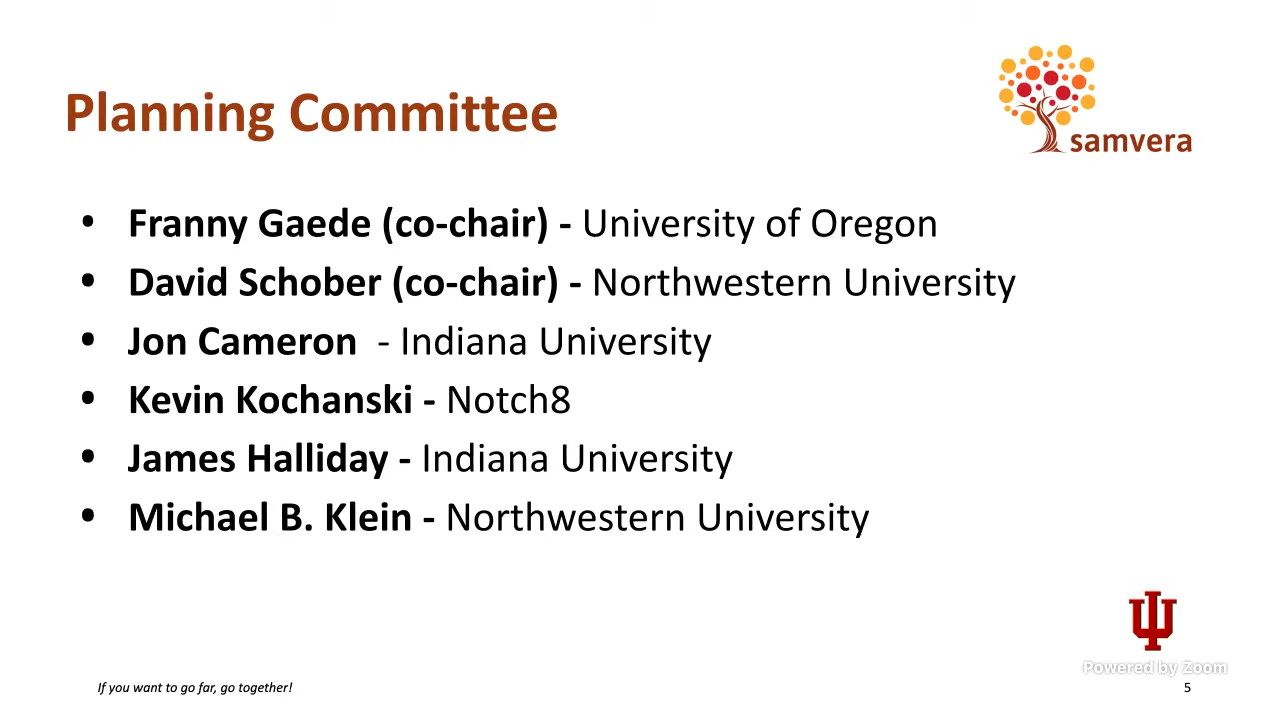 Planning Committee
samvera
• Franny Gaede (co-chair) - University of Oregon
• David Schober (co-chair) - Northwestern University
• Jon Cameron - Indiana University
• Kevin Kochanski - Notch8
• James Halliday - Indiana University
• Michael B. Klein - Northwestern University
Powered by Zoom
If you want to go far, go together!
5